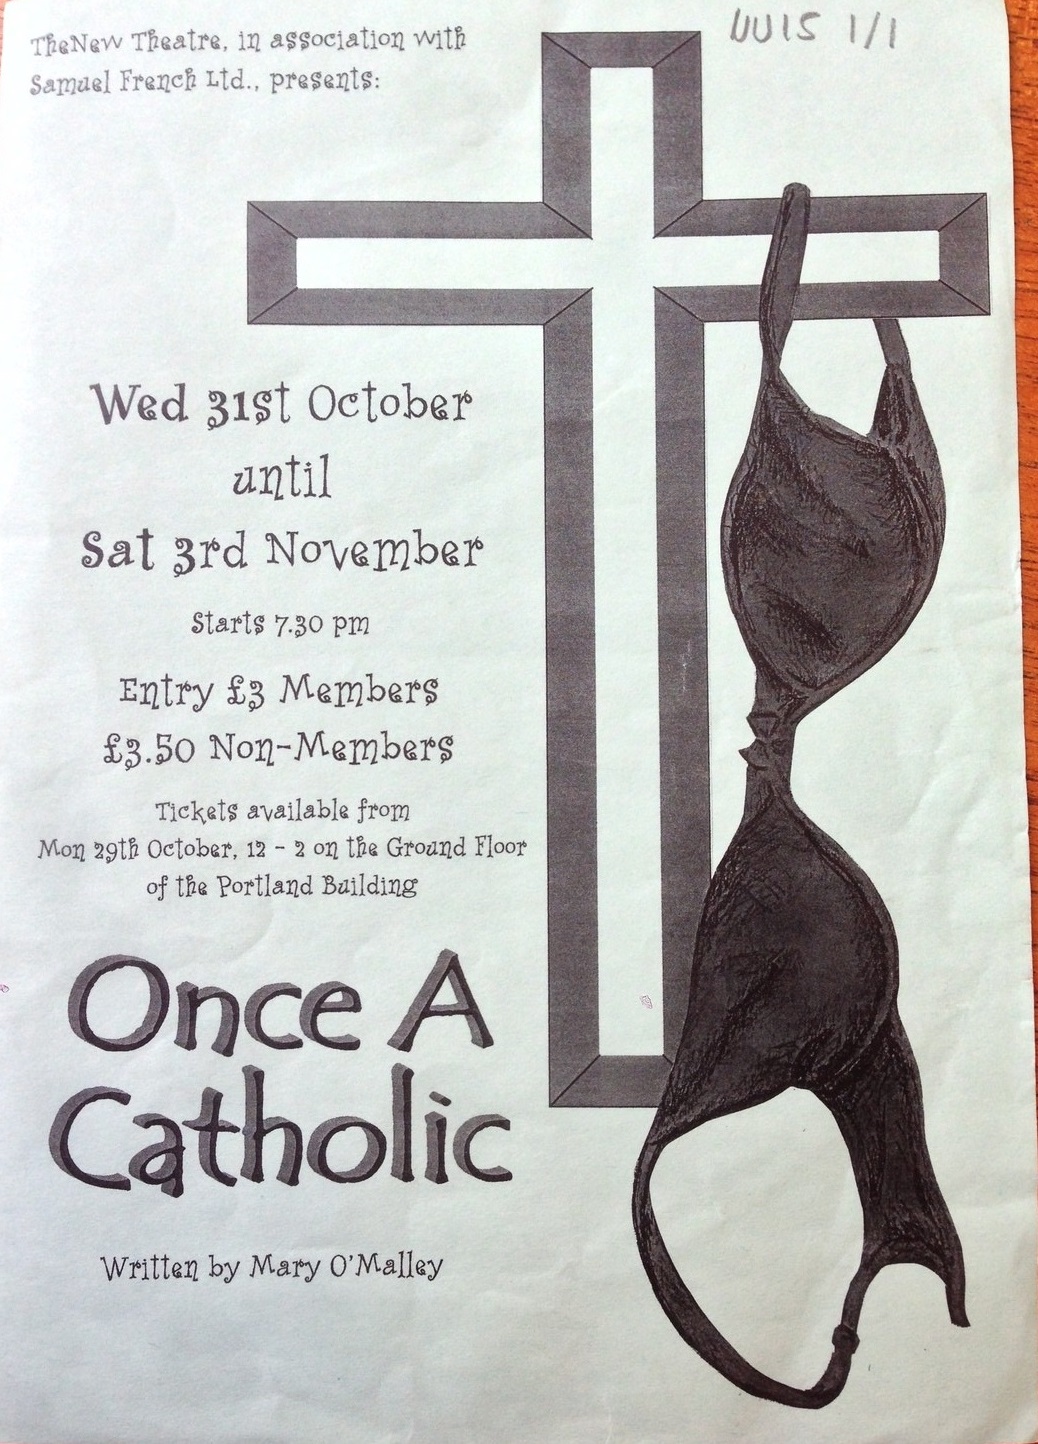 TheNew Theatre, in association with
Samuel French Ltd., presents:
UU15 1/1
Wed 31st October
until
Sat 3rd November
Starts 7.30 pm
Entry £3 Members
£3.50 Non-Members
Tickets available from
Mon 29th October, 12 - 2 on the Ground Floor
of the Portland Building
Once A
Catholic
Written by Mary O'Malley